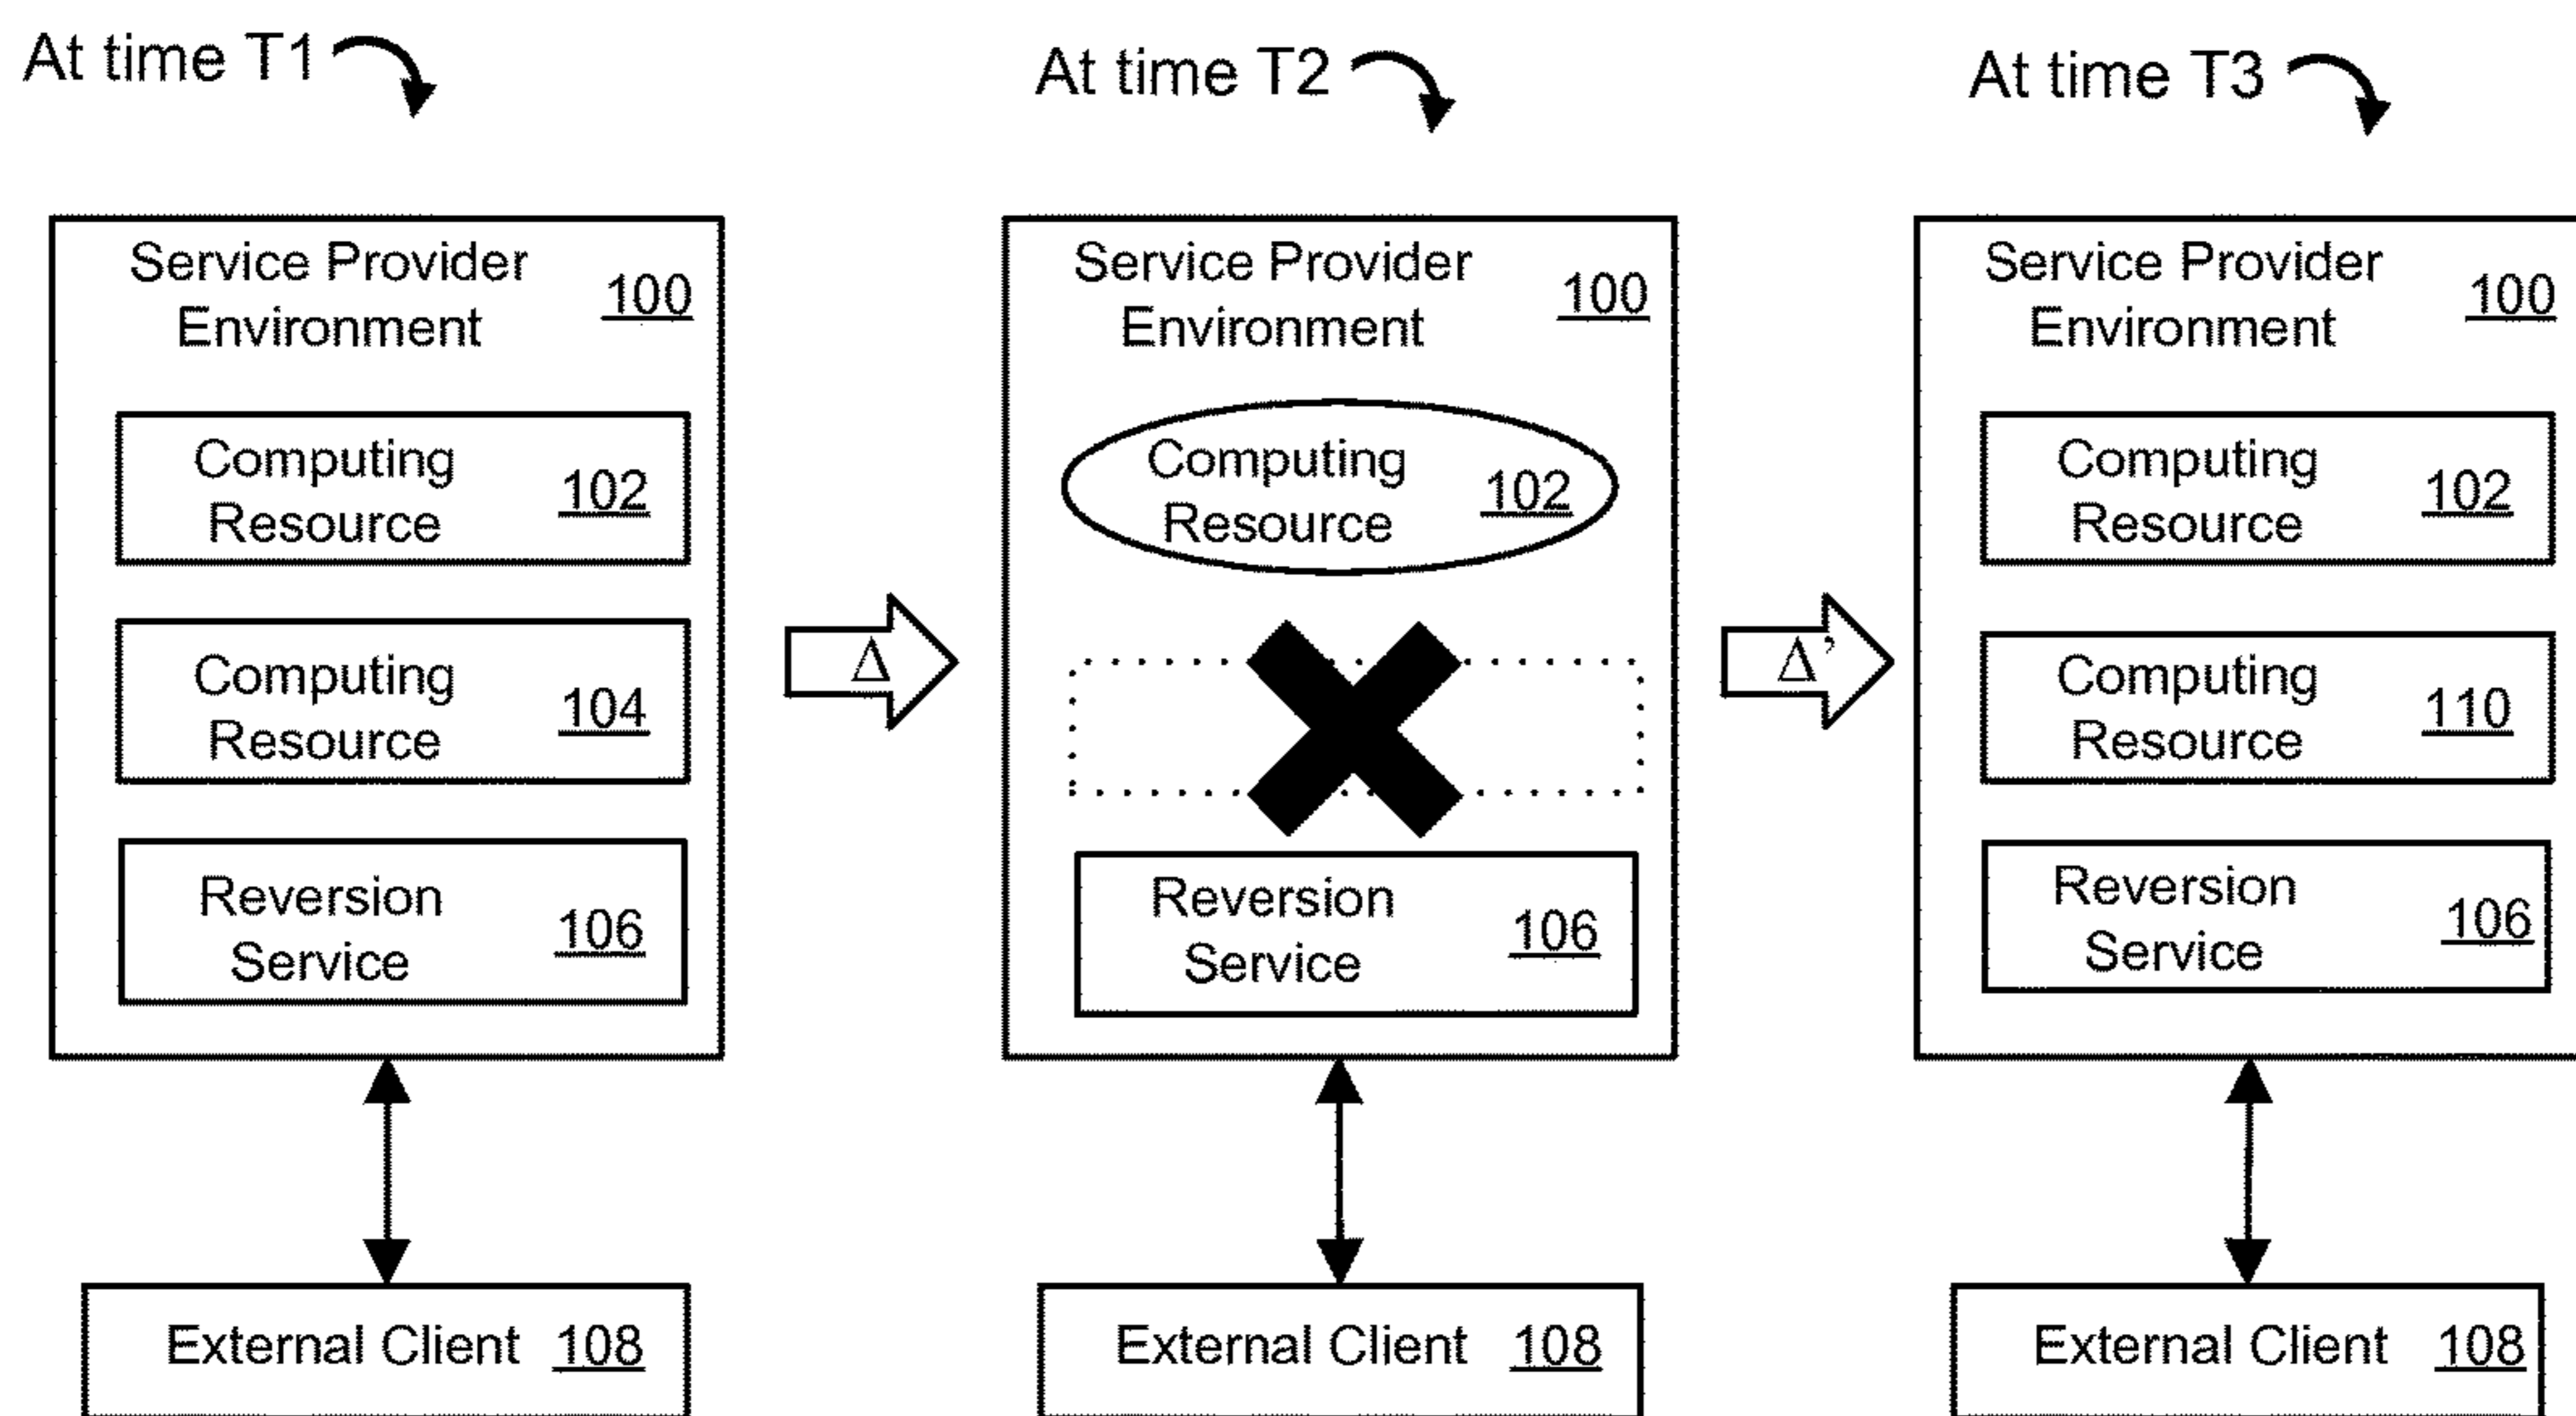 At time T1
Service Provider
Environment 100
Computing
Resource 102
Computing
Resource 104
Reversion
Service 106
External Client 108
Δ
At time T2
Service Provider
Environment 100
Computing
Resource 102
Reversion
Service 106
External Client 108
Δ’
At time T3
Service Provider
Environment 100
Computing
Resource 102
Computing
Resource 110
Reversion
Service 106
External Client 108